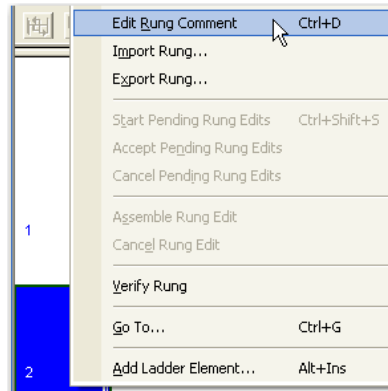 Edit Rung Comment Ctrl+D
Import Rung...
Export Rung...
Start Pending Rung Edits Ctrl+Shift+S
Accept Pending Rung Edits
Cancel Pending Rung Edits
Assemble Rung Edit
Cancel Rung Edit
1
Verify Rung
Go To... Ctrl+G
2
Add Ladder Element... Alt+Ins